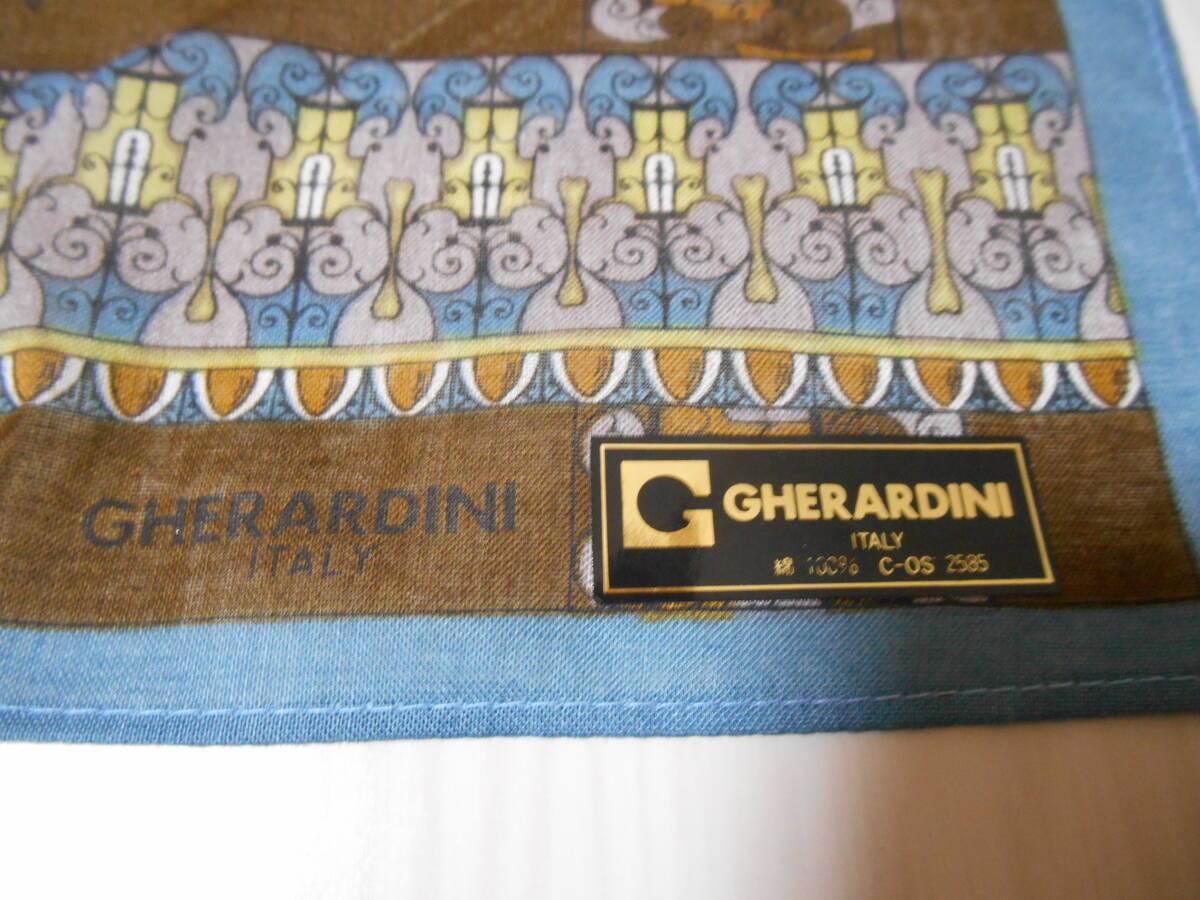 GHERARDINI
ITALY
G GHERARDINI
ITALY
綿 100% C-OS 2585